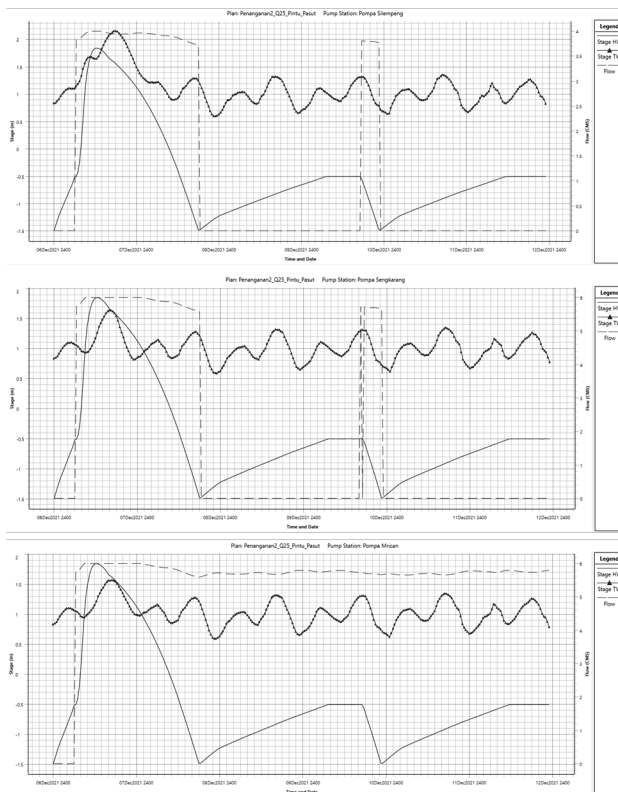 Plan: Penanganan2_Q25_Pintu_Pasut Pump Station: Pompa Silempeng
Legend
Stage HW
Stage TW
Flow
2
1.5
1
0.5
0
-0.5
-1
-1.5
Stage (m)
4
3.5
3
2.5
2
1.5
1
0.5
0
Flow (CMS)
06Dec2021 2400 07Dec2021 2400 08Dec2021 2400 09Dec2021 2400 10Dec2021 2400 11Dec2021 2400 12Dec2021 2400
Time and Date
Plan: Penanganan2_Q25_Pintu_Pasut Pump Station: Pompa Sengkarang
Legend
Stage H
Stage TV
Flow
2
1.5
1
0.5
0
-0.5
-1
-1.5
Stage (m)
6
5
4
3
2
1
0
Flow (CMS)
06Dec2021 2400 07Dec2021 2400 08Dec2021 2400 09Dec2021 2400 10Dec2021 2400 11Dec2021 2400 12Dec2021 2400
Time and Date
Plan: Penanganan2_Q25_Pintu_Pasut Pump Station: Pompa Mrican
Legend
Stage H
Stage TV
Flow
2
1.5
1
0.5
0
-0.5
-1
-1.5
Stage (m)
6
5
4
3
2
1
0
Flow (CMS)
06Dec2021 2400 07Dec2021 2400 08Dec2021 2400 09Dec2021 2400 10Dec2021 2400 11Dec2021 2400 12Dec2021 2400
Time and Date